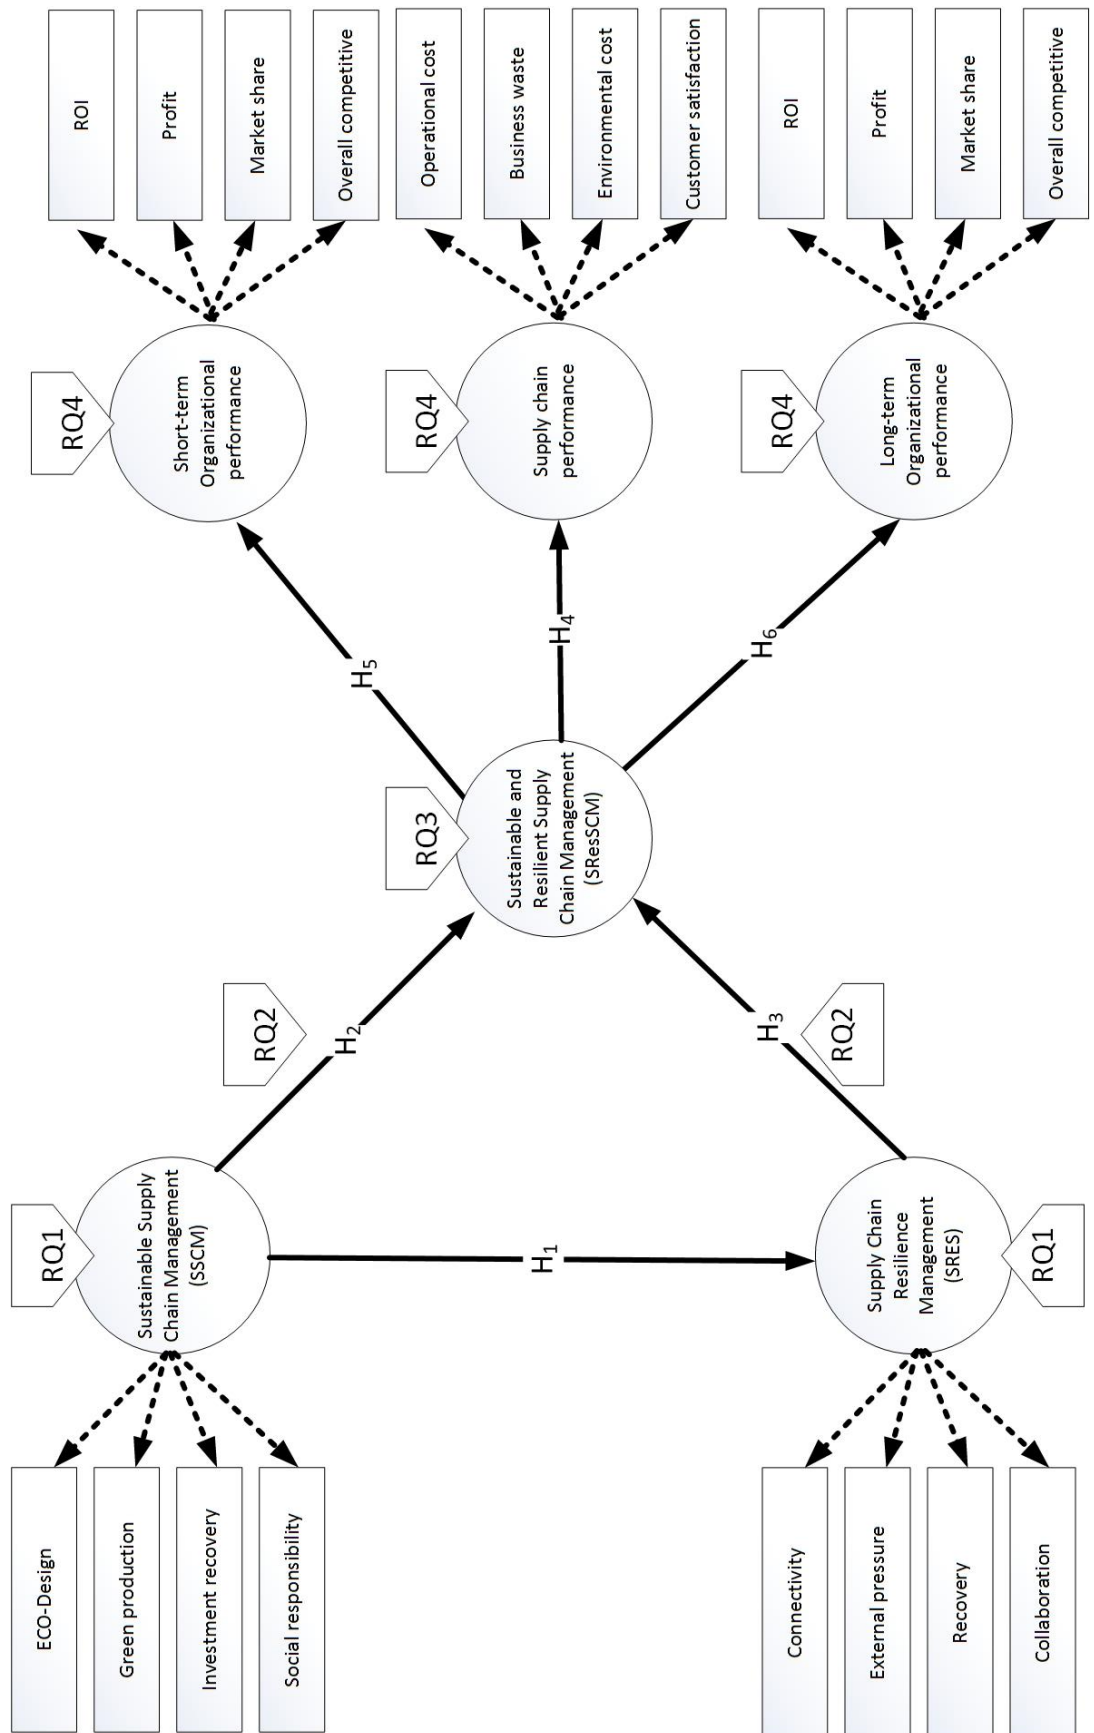 ECO-Design
Green production
Investment recovery
Social responsibility
Connectivity
External pressure
Recovery
Collaboration
RQ1
Sustainable Supply
Chain Management
(SSCM)
Supply Chain
Resilience
Management
(SRES)
RQ1
H1
RQ2
H2
H3
RQ2
RQ3
Sustainable and
Resilient Supply
Chain Management
(SResSCM)
H5
H4
H6
RQ4
Short-term
Organizational
performance
RQ4
Supply chain
performance
RQ4
Long-term
Organizational
performance
ROI
Profit
Market share
Overall competitive
Operational cost
Business waste
Environmental cost
Customer satisfaction
ROI
Profit
Market share
Overall competitive